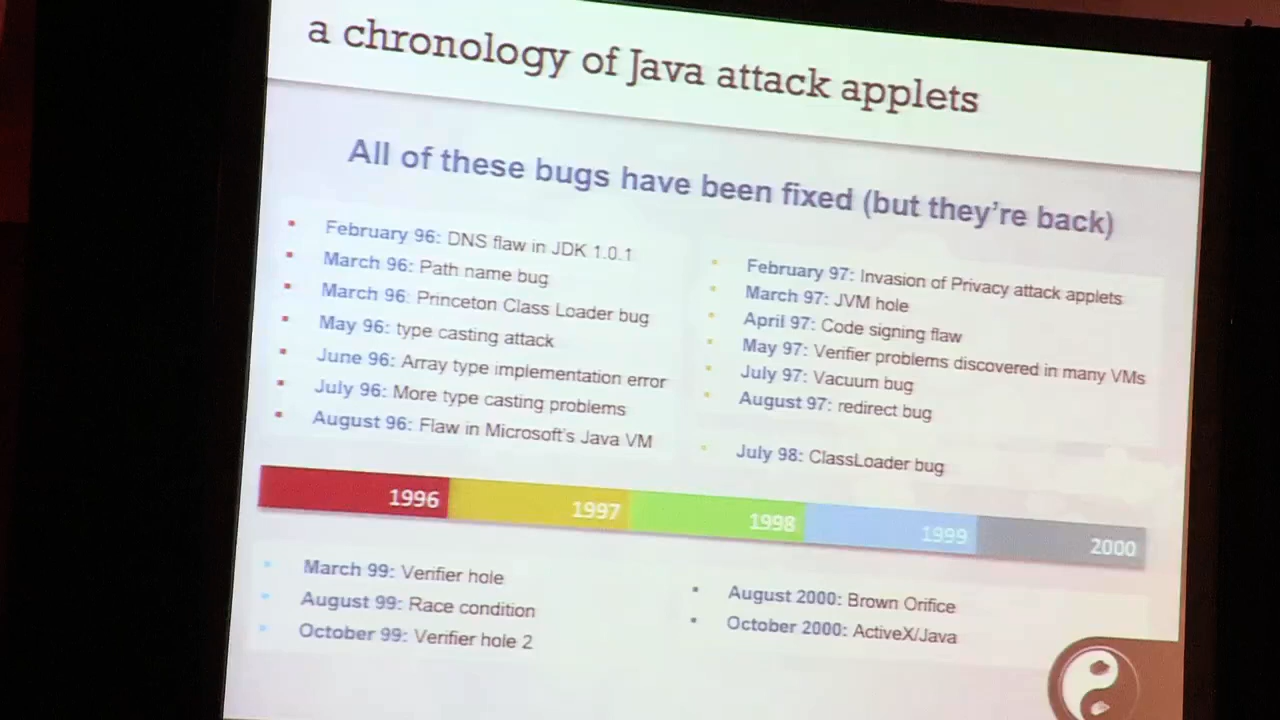 a chronology of Java attack applets
All of these bugs have been fixed (but they're back)
February 96: DNS flaw in JDK 1.0.1
March 96: Path name bug
March 96: Princeton Class Loader bug
May 96: type casting attack
June 96: Array type implementation error
July 96: More type casting problems
August 96: Flaw in Microsoft's Java VM
February 97: Invasion of Privacy attack applets
March 97: JVM hole
April 97: Code signing flaw
May 97: Verifier problems discovered in many VMs
July 97: Vacuum bug
August 97: redirect bug
July 98: ClassLoader bug
1996 1997 1998 1999 2000
March 99: Verifier hole
August 99: Race condition
October 99: Verifier hole 2
August 2000: Brown Orifice
October 2000: ActiveX/Java